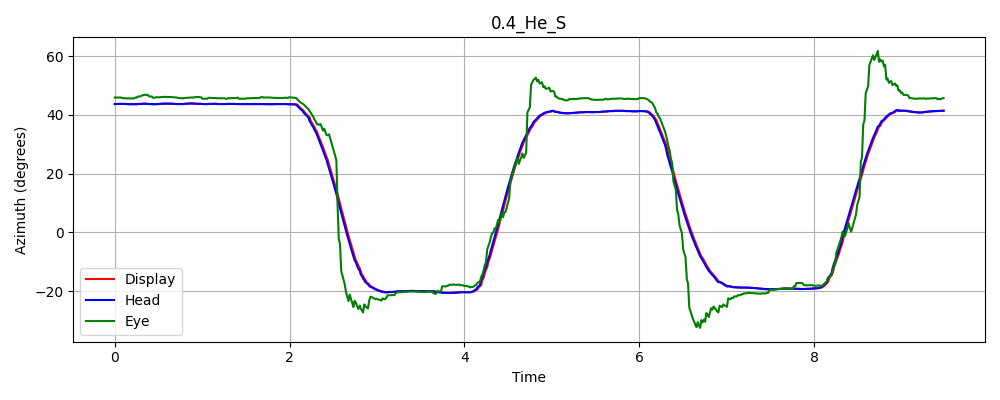 0.4_He_S
60
40
20
0
−20
Azimuth (degrees)
Display
Head
Eye
0 2 4 6 8
Time